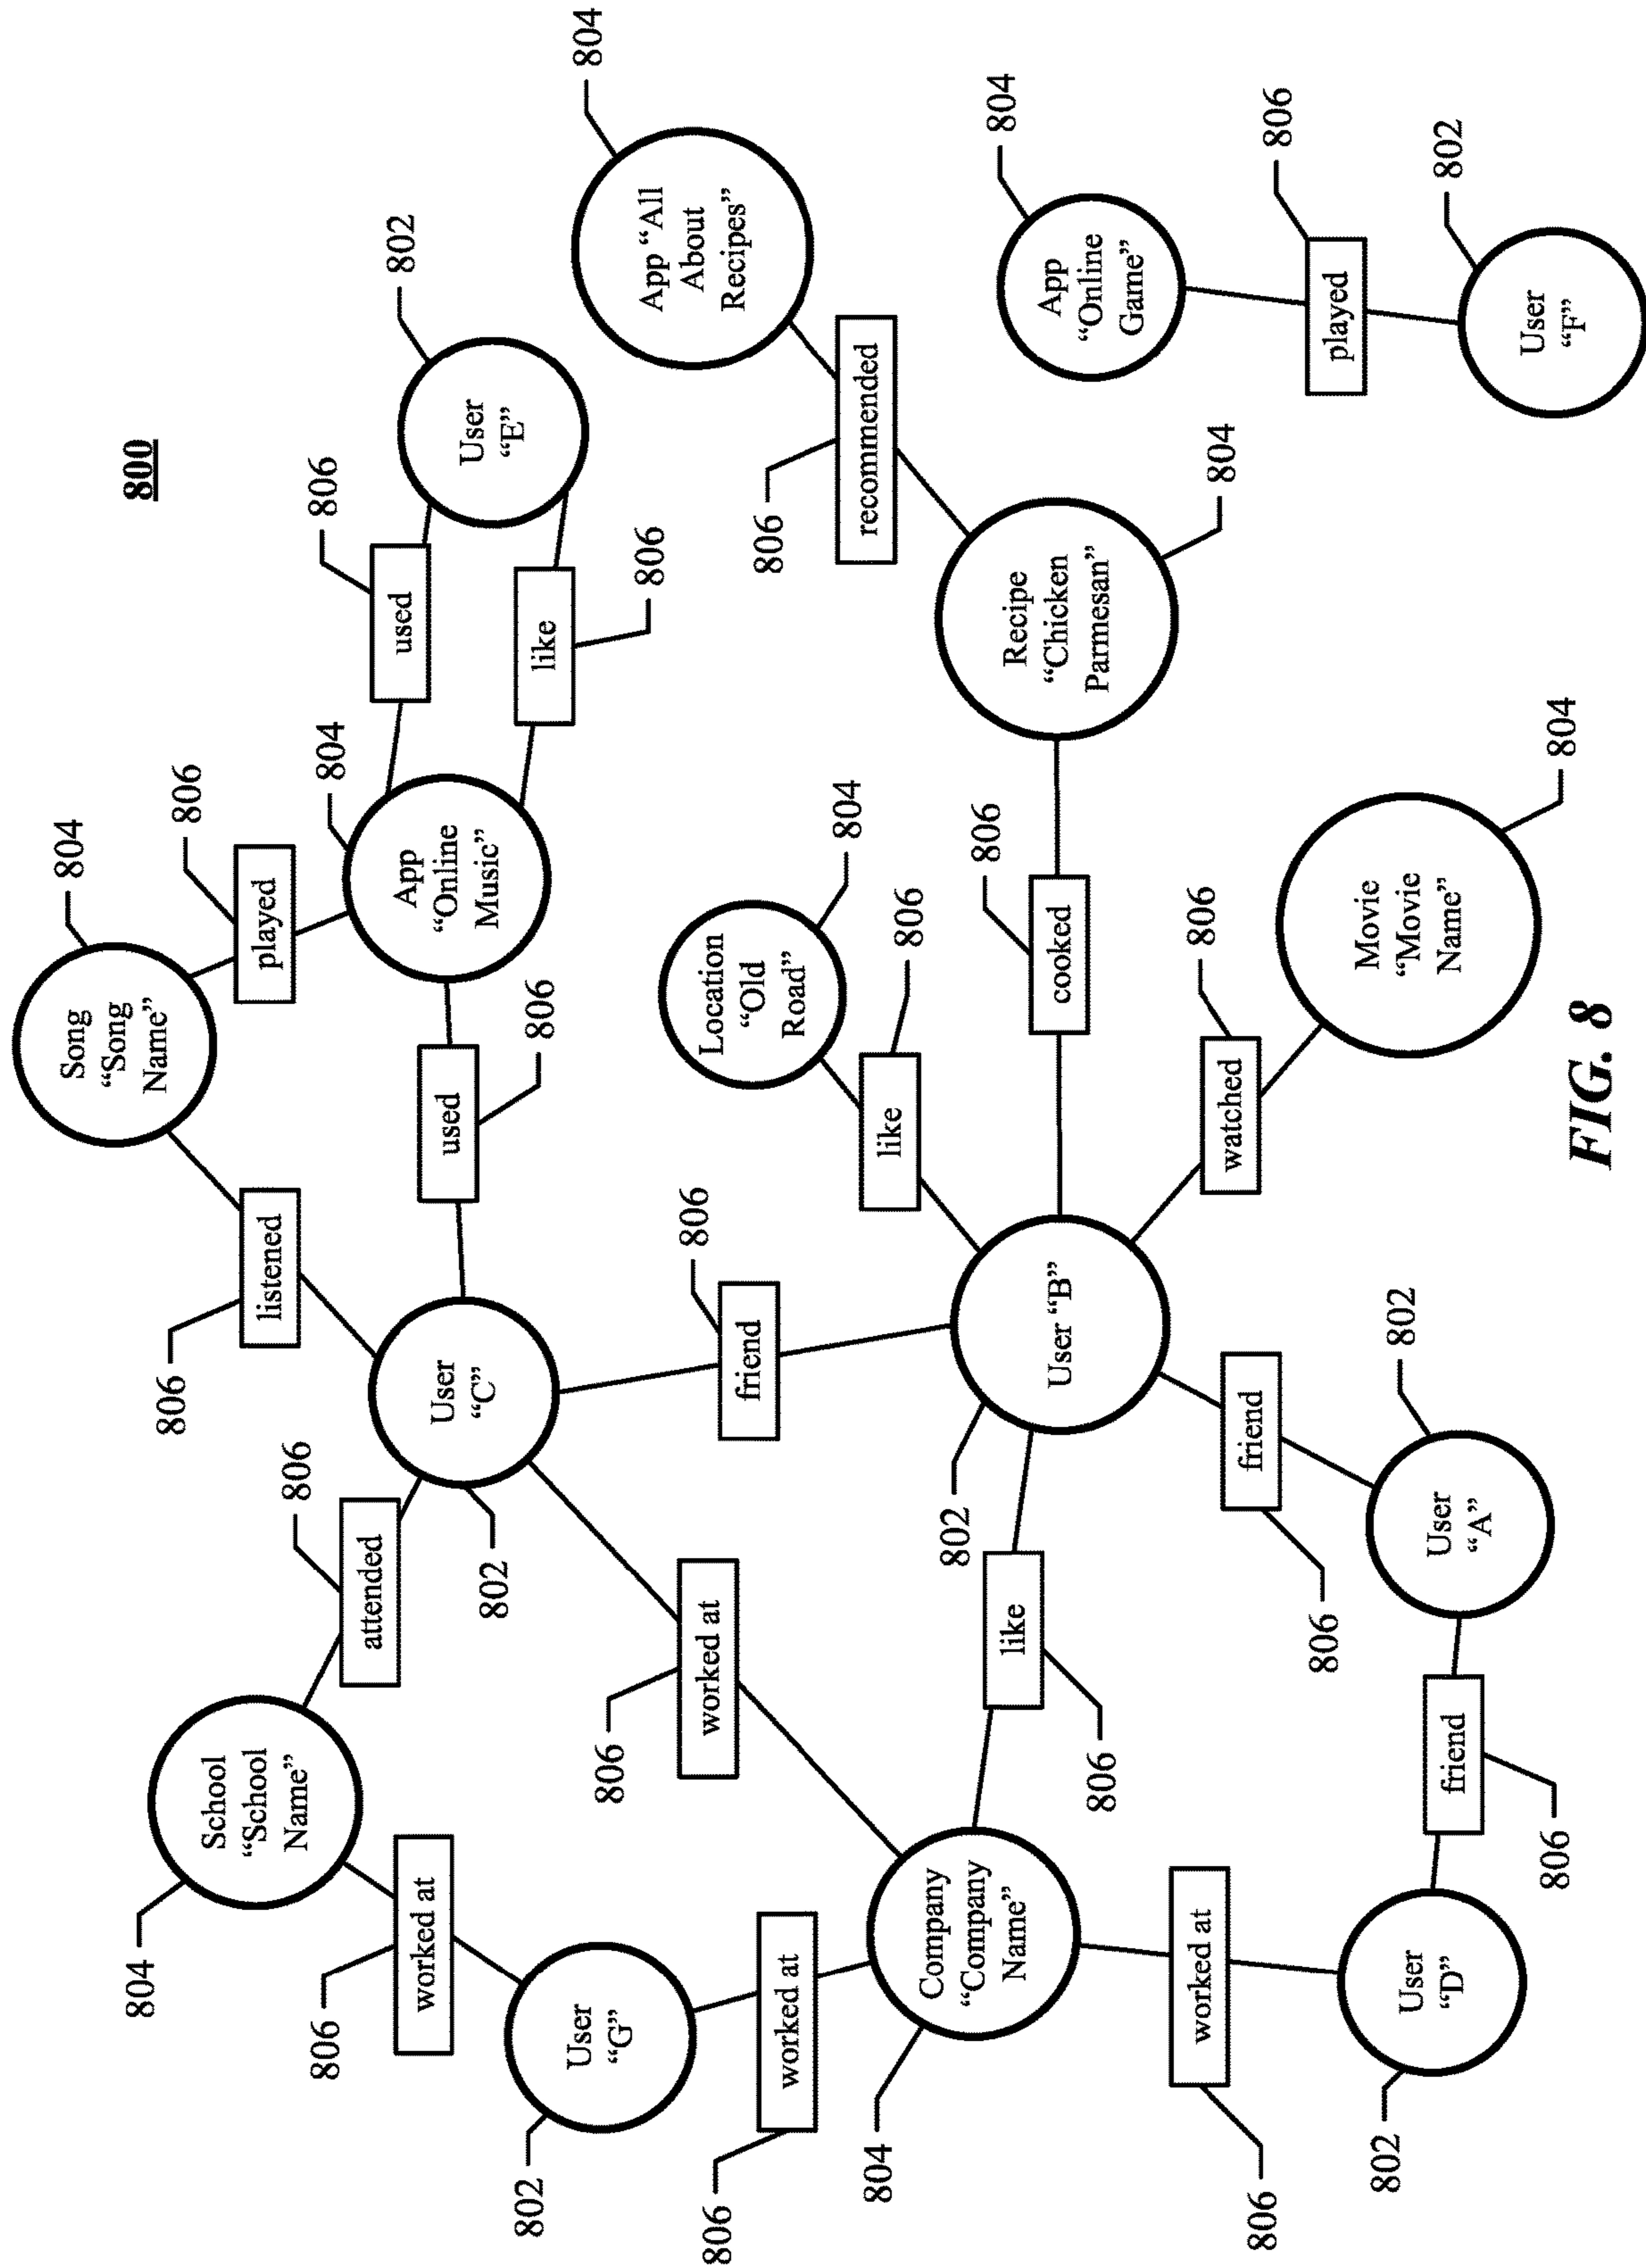 800
804
School
“School
Name”
806
attended
806
listened
Song
“Song
Name”
804
806
played
806
worked at
802
User
“C”
806
used
App
“Online
Music”
804
806
used
User
“E”
802
like
806
802
User
“G”
806
worked at
806
friend
806
worked at
806
used
Location
“Old
Road”
804
like
806
806
recommended
App “All
About
Recipes”
804
804
Company
“Company
Name”
like
806
802
User “B”
806
cooked
Recipe
“Chicken
Parmesan”
804
App
“Online
Game”
804
worked at
806
friend
806
watched
806
played
806
802
User
“D”
friend
806
User
“A”
802
Movie
“Movie
Name”
804
User
“F”
802
FIG. 8